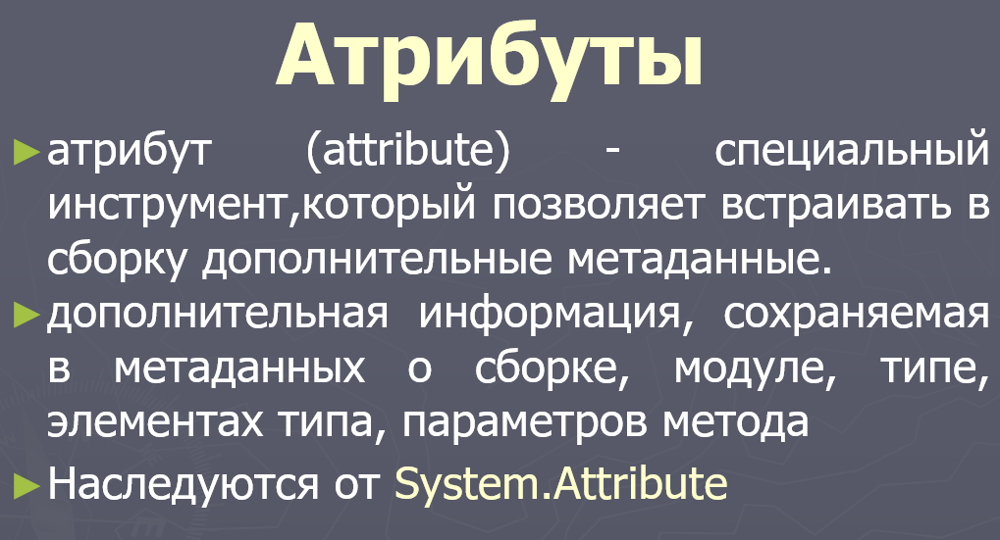 Атрибуты
►атрибут (attribute) - специальный
инструмент,который позволяет встраивать в
сборку дополнительные метаданные.
►дополнительная информация, сохраняемая
в метаданных о сборке, модуле, типе,
элементах типа, параметров метода
►Наследуются от System.Attribute